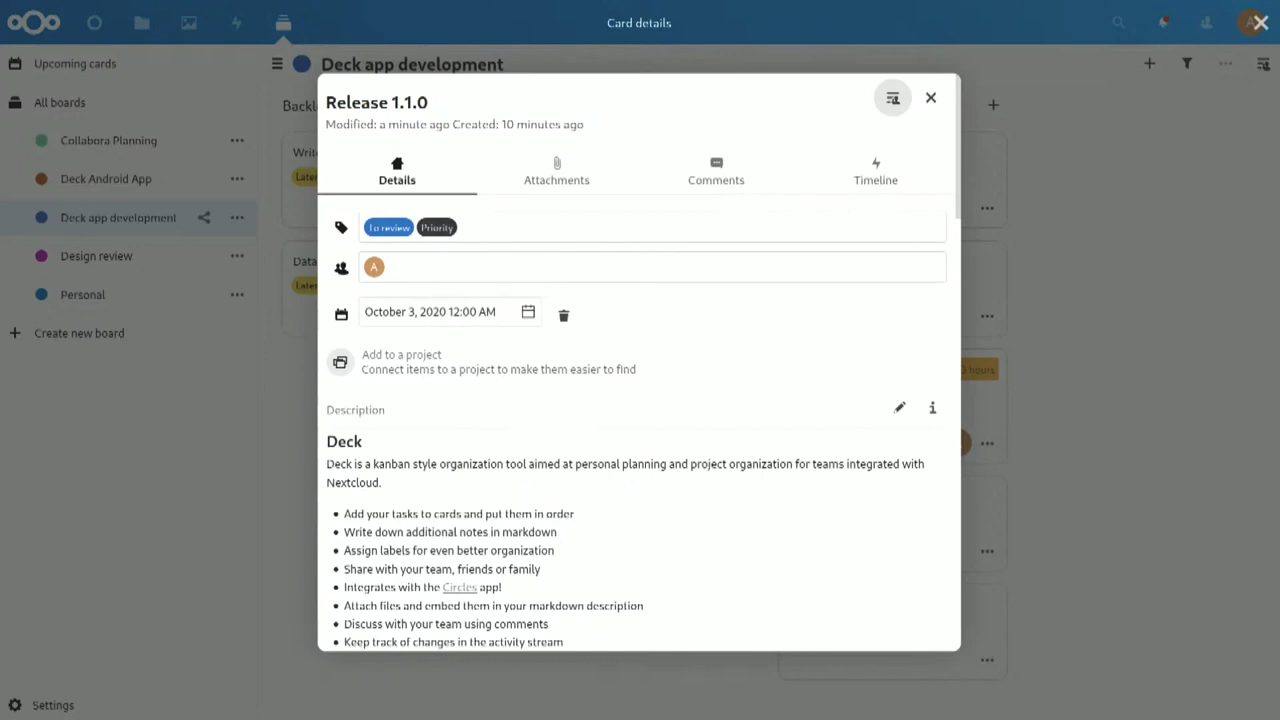 Card details
A
Upcoming cards
Deck app development
All boards
Collabora Planning
Deck Android App
Deck app development
Design review
Personal
Create new board
Settings
Release 1.1.0
Modified: a minute ago Created: 10 minutes ago
Details
Attachments
Comments
Timeline
To review
Priority
A
October 3, 2020 12:00 AM
Add to a project
Connect items to a project to make them easier to find
Description
Deck
Deck is a kanban style organization tool aimed at personal planning and project organization for teams integrated with
Nextcloud.
Add your tasks to cards and put them in order
Write down additional notes in markdown
Assign labels for even better organization
Share with your team, friends or family
Integrates with the Circles app!
Attach files and embed them in your markdown description
Discuss with your team using comments
Keep track of changes in the activity stream
hours